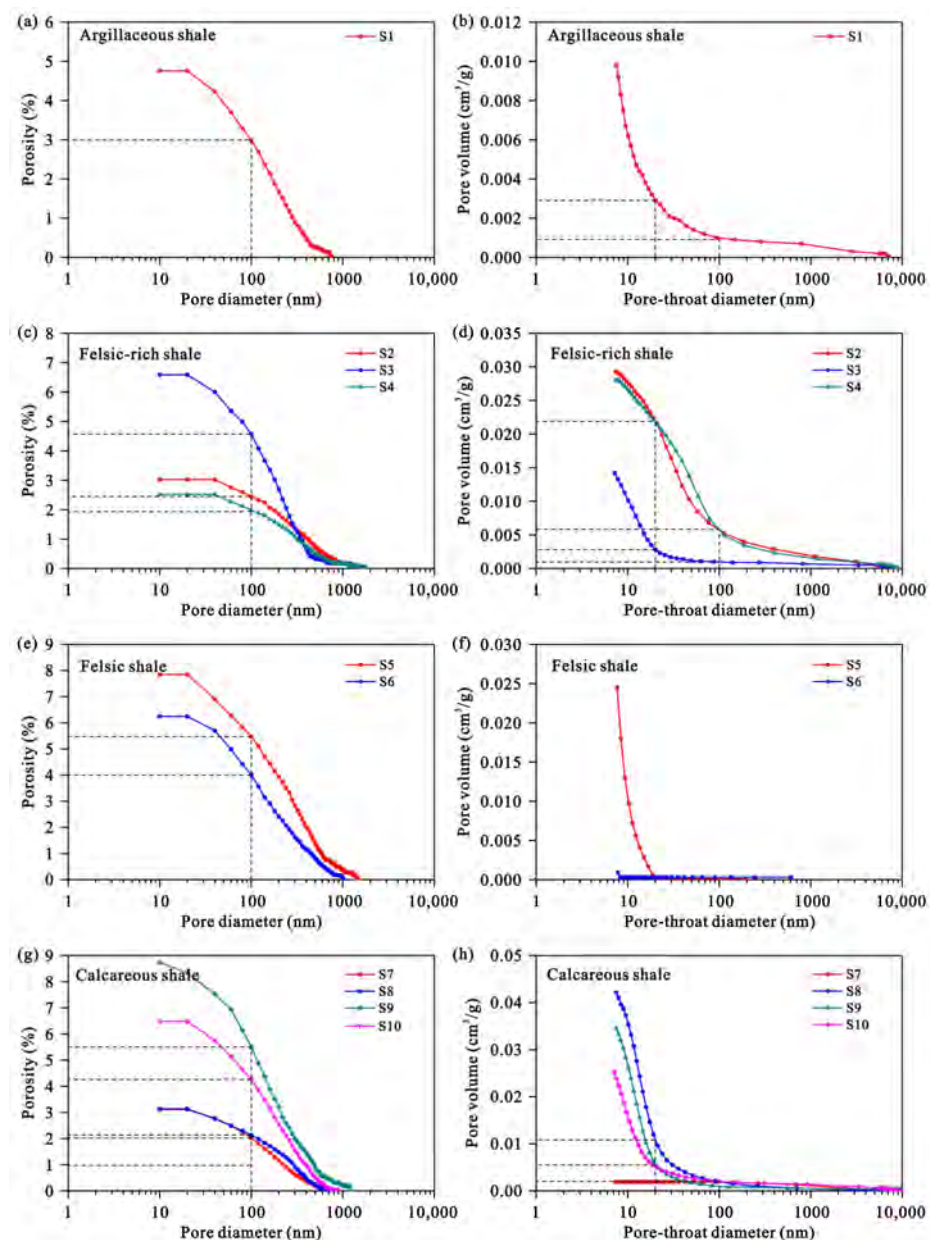 (a)
Argillaceous shale
S1
6
5
4
3
2
1
0
Porosity (%)
1 10 100 1000 10,000
Pore diameter (nm)
(b)
Argillaceous shale
S1
0.012
0.010
0.008
0.006
0.004
0.002
0.000
Pore volume (cm³/g)
1 10 100 1000 10,000
Pore-throat diameter (nm)
(c)
Felsic-rich shale
S2
S3
S4
8
7
6
5
4
3
2
1
0
Porosity (%)
1 10 100 1000 10,000
Pore diameter (nm)
(d)
Felsic-rich shale
S2
S3
S4
0.035
0.030
0.025
0.020
0.015
0.010
0.005
0.000
Pore volume (cm³/g)
1 10 100 1000 10,000
Pore-throat diameter (nm)
(e)
Felsic shale
S5
S6
9
8
7
6
5
4
3
2
1
0
Porosity (%)
1 10 100 1000 10,000
Pore diameter (nm)
(f)
Felsic shale
S5
S6
0.030
0.025
0.020
0.015
0.010
0.005
0.000
Pore volume (cm³/g)
1 10 100 1000 10,000
Pore-throat diameter (nm)
(g)
Calcareous shale
S7
S8
S9
S10
9
8
7
6
5
4
3
2
1
0
Porosity (%)
1 10 100 1000 10,000
Pore diameter (nm)
(h)
Calcareous shale
S7
S8
S9
S10
0.05
0.04
0.03
0.02
0.01
0.00
Pore volume (cm³/g)
1 10 100 1000 10,000
Pore-throat diameter (nm)